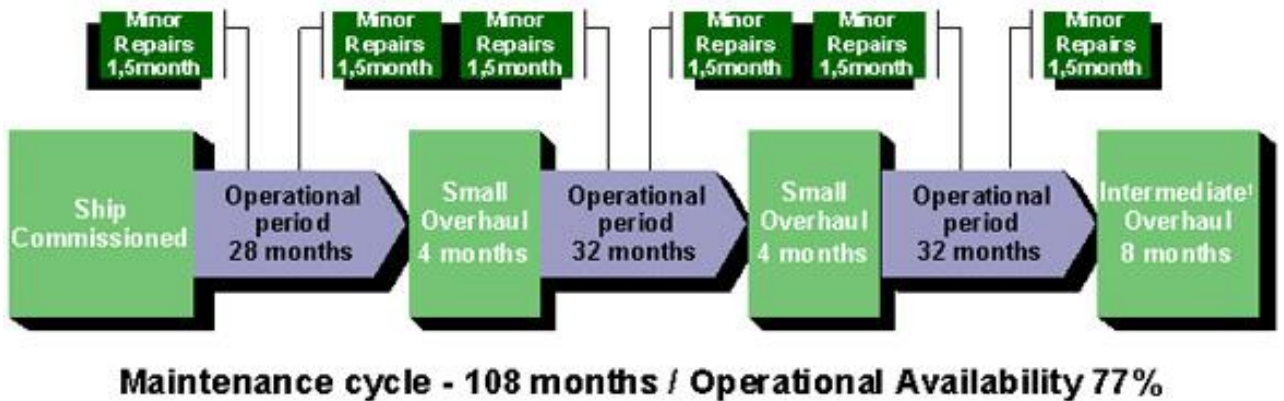 Minor
Repairs
1,5month
Minor
Repairs
1,5month
Minor
Repairs
1,5month
Minor
Repairs
1,5month
Minor
Repairs
1,5month
Minor
Repairs
1,5month
Ship
Commissioned
Operational
period
28 months
Small
Overhaul
4 months
Operational
period
32 months
Small
Overhaul
4 months
Operational
period
32 months
Intermediate¹
Overhaul
8 months
Maintenance cycle - 108 months / Operational Availability 77%